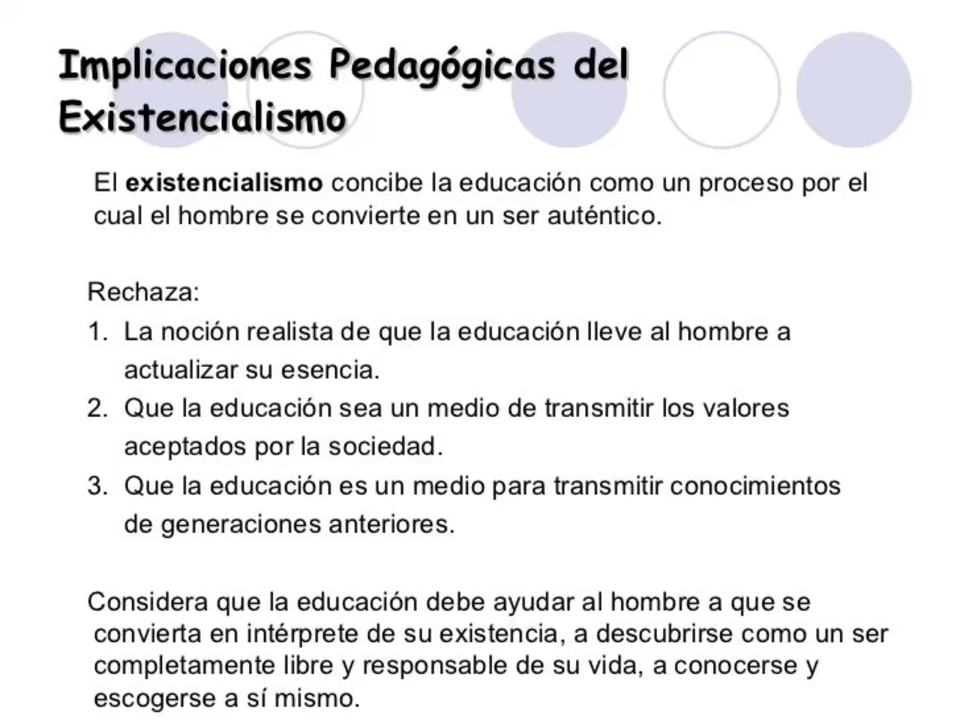 Implicaciones Pedagógicas del
Existencialismo
El existencialismo concibe la educación como un proceso por el
cual el hombre se convierte en un ser auténtico.
Rechaza:
1. La noción realista de que la educación lleve al hombre a
actualizar su esencia.
2. Que la educación sea un medio de transmitir los valores
aceptados por la sociedad.
3. Que la educación es un medio para transmitir conocimientos
de generaciones anteriores.
Considera que la educación debe ayudar al hombre a que se
convierta en intérprete de su existencia, a descubrirse como un ser
completamente libre y responsable de su vida, a conocerse y
escogerse a sí mismo.